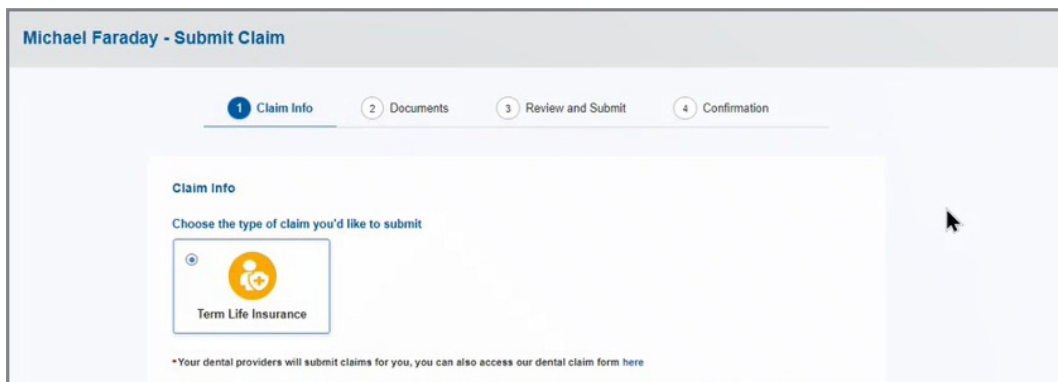 Michael Faraday - Submit Claim
1 Claim Info 2 Documents 3 Review and Submit 4 Confirmation
Claim Info
Choose the type of claim you'd like to submit
Term Life Insurance
*Your dental providers will submit claims for you, you can also access our dental claim form here